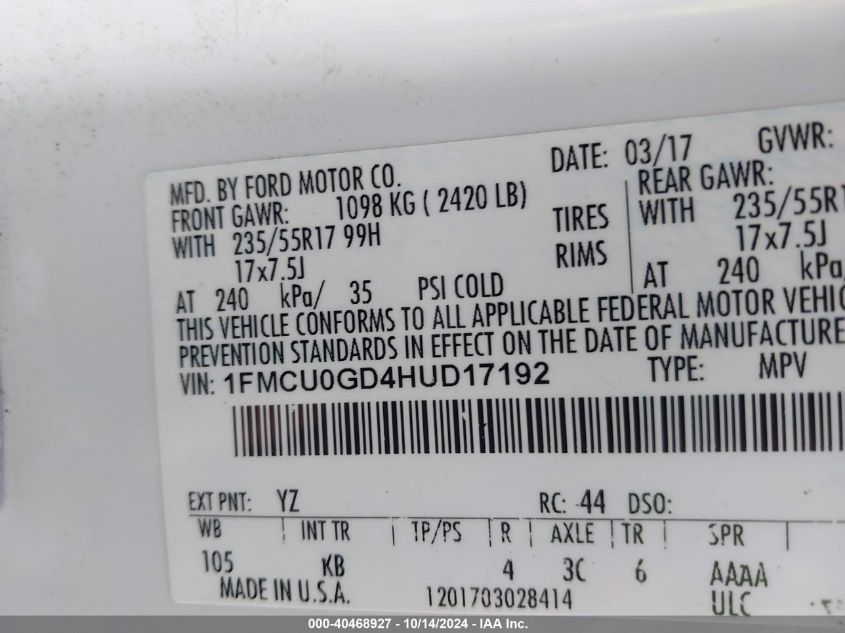 MFD. BY FORD MOTOR CO. DATE: 03/17 GVWR:
FRONT GAWR: 1098 KG ( 2420 LB) REAR GAWR:
WITH 235/55R17 99H TIRES WITH 235/55R1
17x7.5J RIMS 17x7.5J
AT 240 kPa/ 35 PSI COLD AT 240 kPa
THIS VEHICLE CONFORMS TO ALL APPLICABLE FEDERAL MOTOR VEHIC
PREVENTION STANDARDS IN EFFECT ON THE DATE OF MANUFACTURE
VIN: 1FMCU0GD4HUD17192 TYPE: MPV
EXT PNT: YZ RC: 44 DSO:
WB | INT TR | TP/PS | R | AXLE | TR | SPR |
105 KB 4 3C 6 AAAA
MADE IN U.S.A. 1201703028414 ULC
000-40468927 - 10/14/2024 - IAA Inc.